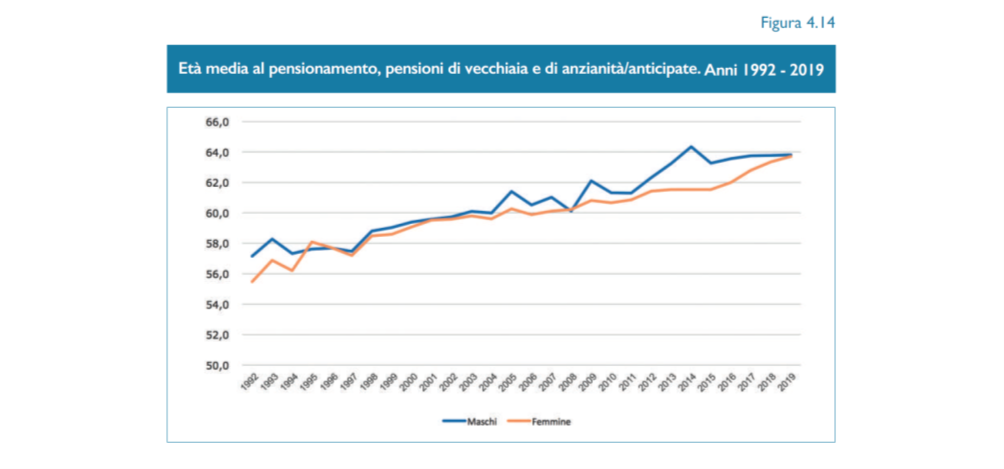 Figura 4.14
Età media al pensionamento, pensioni di vecchiaia e di anzianità/anticipate. Anni 1992 - 2019
66,0
64,0
62,0
60,0
58,0
56,0
54,0
52,0
50,0
1992 1993 1994 1995 1996 1997 1998 1999 2000 2001 2002 2003 2004 2005 2006 2007 2008 2009 2010 2011 2012 2013 2014 2015 2016 2017 2018 2019
Maschi Femmine